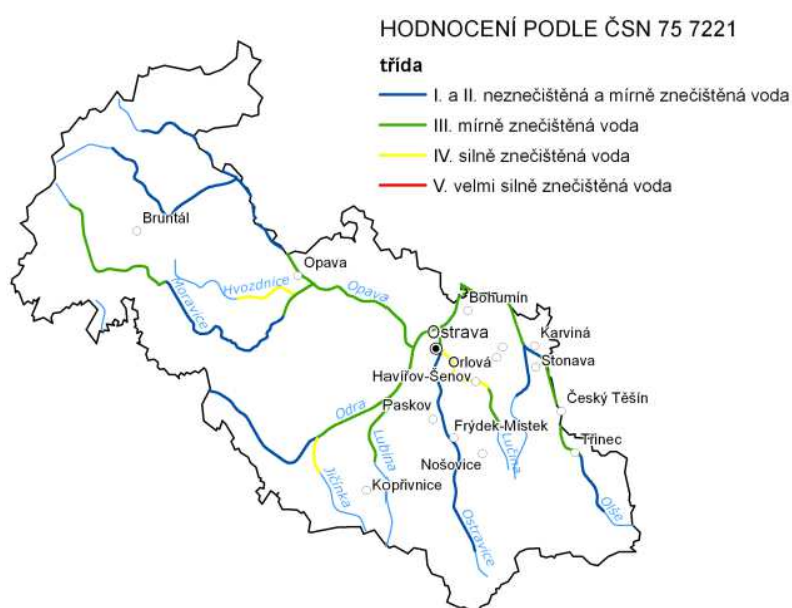 HODNOCENÍ PODLE ČSN 75 7221
třída
I. a II. neznečištěná a mírně znečištěná voda
III. mírně znečištěná voda
IV. silně znečištěná voda
V. velmi silně znečištěná voda
Bruntál
Opava
Hvozdnice
Opava
Moravice
Bohumín
Ostrava
Karviná
Orlová
Stonava
Havířov-Šenov
Odra
Paskov
Český Těšín
Lubina
Frýdek-Místek
Lučina
Třinec
Nošovice
Jičínka
Kopřivnice
Ostravice
Olše